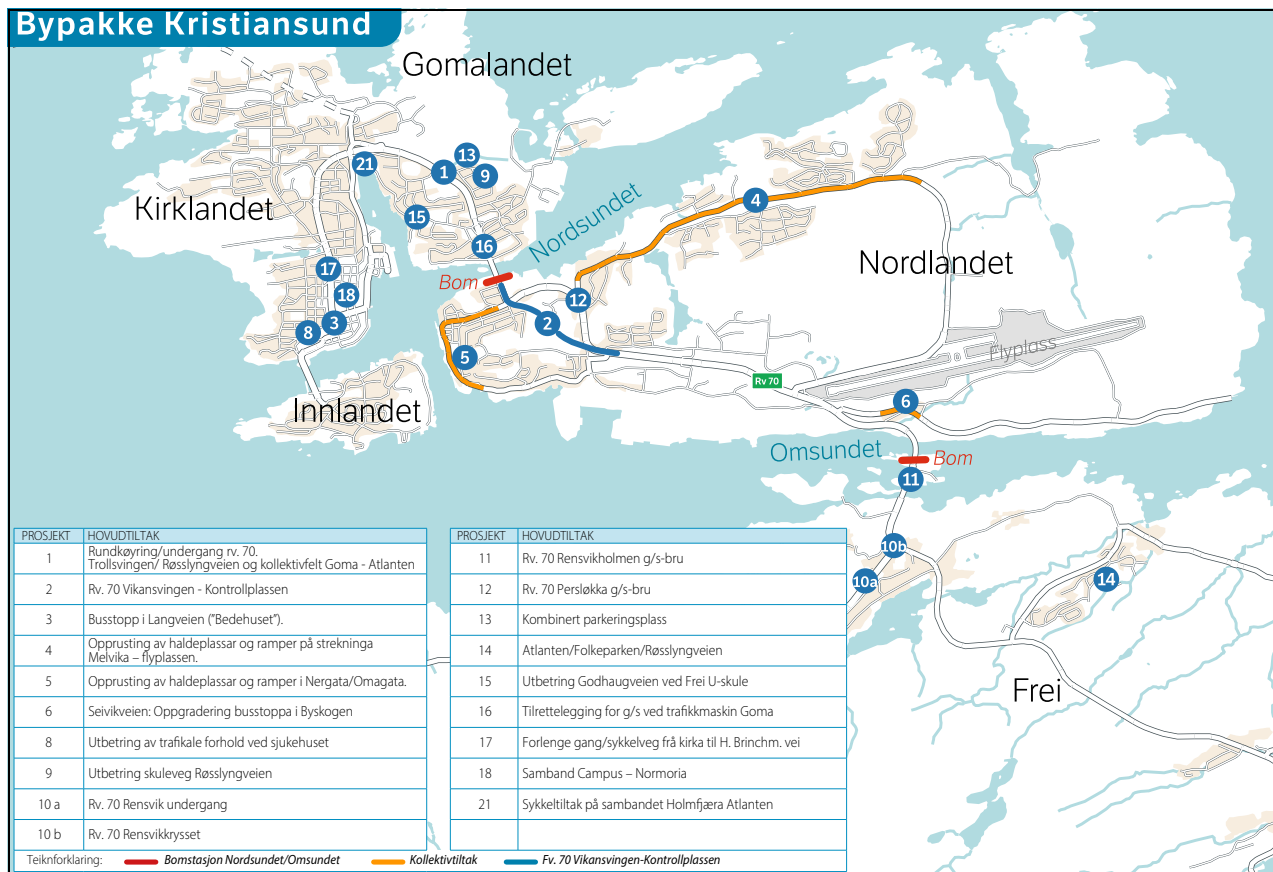 Bypakke Kristiansund
Gomalandet
13
21
1
9
Kirklandet
15
4
Nordsundet
16
Nordlandet
17
Bom
18
12
3
2
8
5
Flyplass
Rv 70
Innlandet
6
Omsundet
Bom
11
10b
10a
14
Frei
PROSJEKT HOVUDTILTAK
1 Rundkøyring/undergang rv. 70.
Trollsvingen/ Røsslyngveien og kollektivfelt Goma - Atlanten
2 Rv. 70 Vikansvingen - Kontrollplassen
3 Busstopp i Langveien ("Bedehuset").
4 Opprusting av haldeplassar og ramper på strekninga
Melvika – flyplassen.
5 Opprusting av haldeplassar og ramper i Nergata/Omagata.
6 Seivikveien: Oppgradering busstoppa i Byskogen
8 Utbetring av trafikale forhold ved sjukehuset
9 Utbetring skuleveg Røsslyngveien
10 a Rv. 70 Rensvik undergang
10 b Rv. 70 Rensvikkrysset
PROSJEKT HOVUDTILTAK
11 Rv. 70 Rensvikholmen g/s-bru
12 Rv. 70 Persløkka g/s-bru
13 Kombinert parkeringsplass
14 Atlanten/Folkeparken/Røsslyngveien
15 Utbetring Godhaugveien ved Frei U-skule
16 Tilrettelegging for g/s ved trafikkmaskin Goma
17 Forlenge gang/sykkelveg frå kirka til H. Brinchm. vei
18 Samband Campus – Normoria
21 Sykkeltiltak på sambandet Holmfjæra Atlanten
Teiknforklaring: Bomstasjon Nordsundet/Omsundet Kollektivtiltak Fv. 70 Vikansvingen-Kontrollplassen